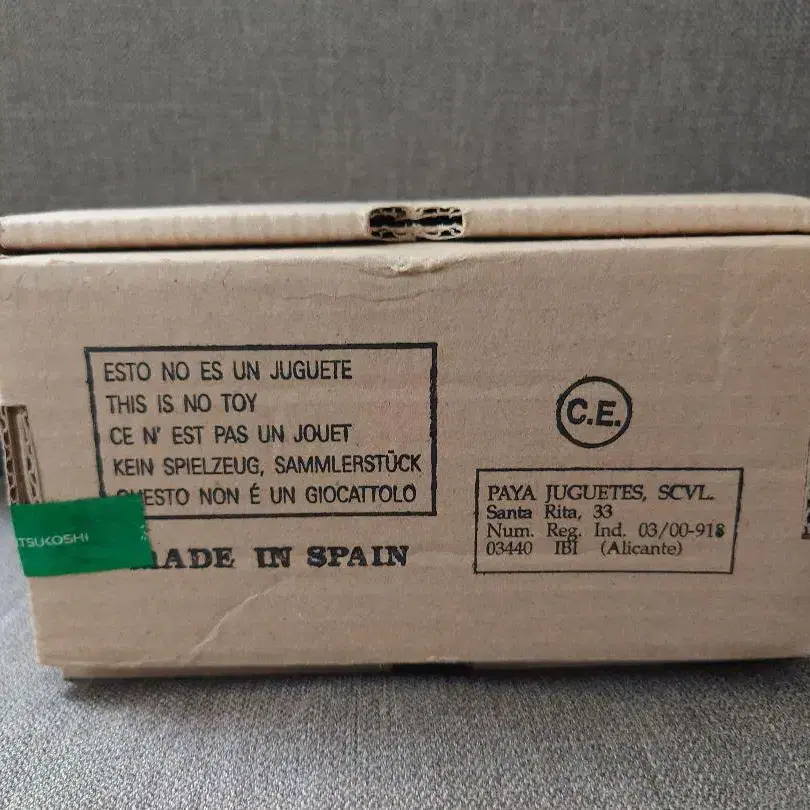 ESTO NO ES UN JUGUETE
THIS IS NO TOY
CE N' EST PAS UN JOUET
KEIN SPIELZEUG, SAMMLERSTÜCK
QUESTO NON É UN GIOCATTOLO
TSUKOSHI
MADE IN SPAIN
C.E.
PAYA JUGUETES, SCVL.
Santa Rita, 33
Num. Reg. Ind. 03/00-918
03440 IBI (Alicante)